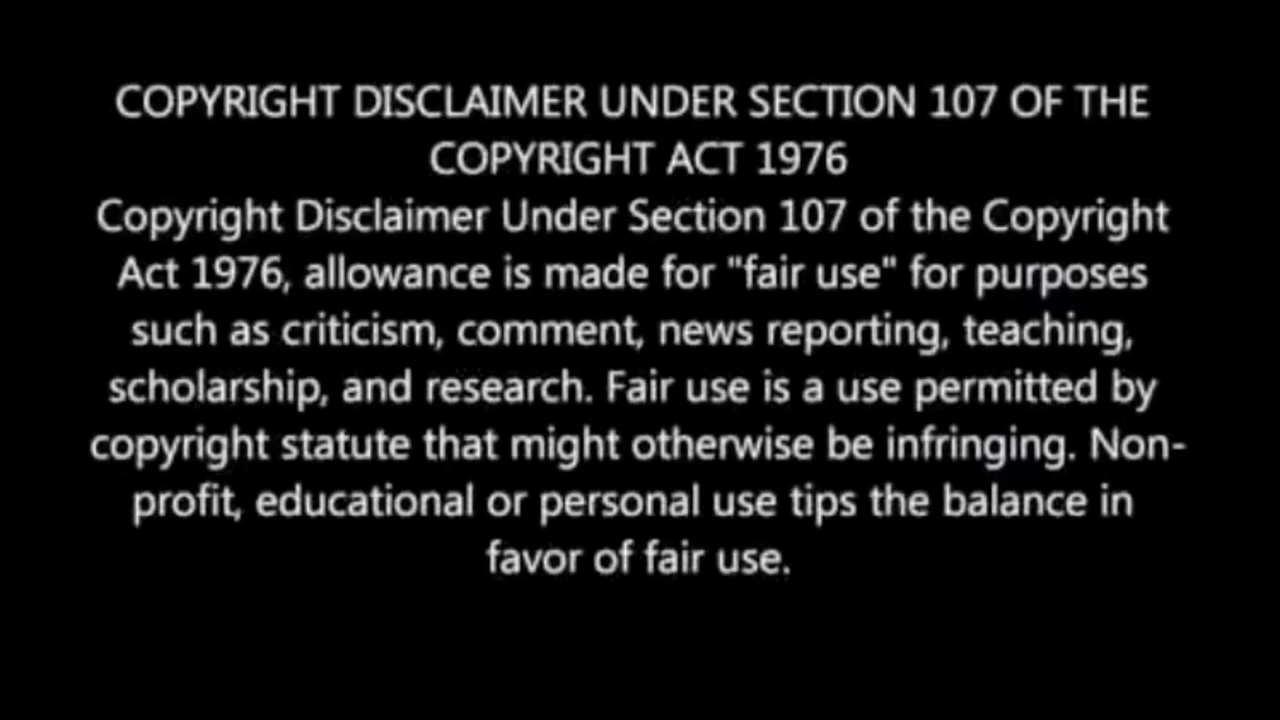 COPYRIGHT DISCLAIMER UNDER SECTION 107 OF THE
COPYRIGHT ACT 1976
Copyright Disclaimer Under Section 107 of the Copyright
Act 1976, allowance is made for "fair use" for purposes
such as criticism, comment, news reporting, teaching,
scholarship, and research. Fair use is a use permitted by
copyright statute that might otherwise be infringing. Non-
profit, educational or personal use tips the balance in
favor of fair use.